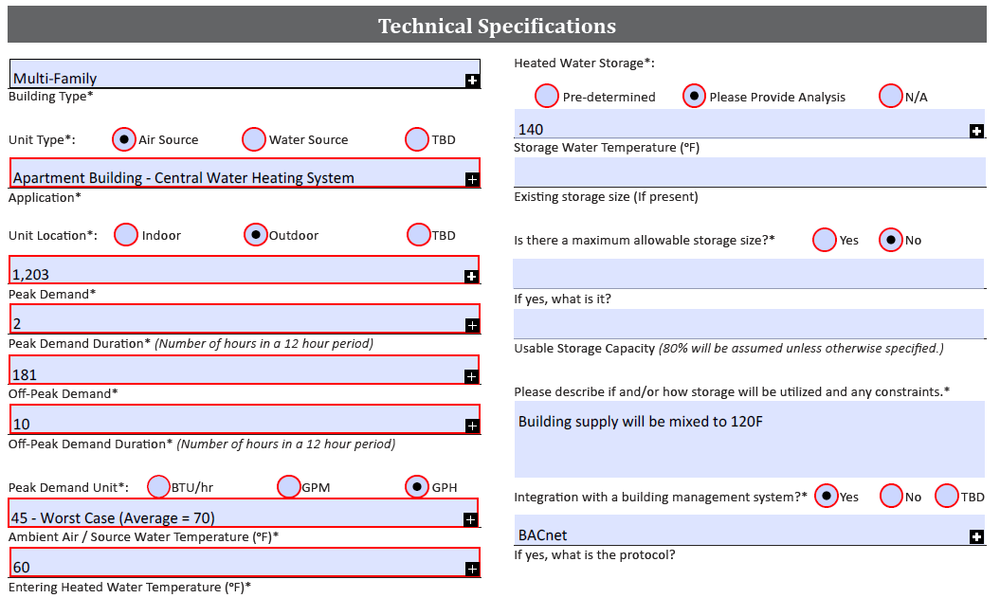 Technical Specifications
Multi-Family
Building Type*
Unit Type*: Air Source Water Source TBD
Apartment Building - Central Water Heating System
Application*
Unit Location*: Indoor Outdoor TBD
1,203
Peak Demand*
2
Peak Demand Duration* (Number of hours in a 12 hour period)
181
Off-Peak Demand*
10
Off-Peak Demand Duration* (Number of hours in a 12 hour period)
Peak Demand Unit*: BTU/hr GPM GPH
45 - Worst Case (Average = 70)
Ambient Air / Source Water Temperature (°F)*
60
Entering Heated Water Temperature (°F)*
Heated Water Storage*:
Pre-determined Please Provide Analysis N/A
140
Storage Water Temperature (°F)
Existing storage size (If present)
Is there a maximum allowable storage size?* Yes No
If yes, what is it?
Usable Storage Capacity (80% will be assumed unless otherwise specified.)
Please describe if and/or how storage will be utilized and any constraints.*
Building supply will be mixed to 120F
Integration with a building management system?* Yes No TBD
BACnet
If yes, what is the protocol?